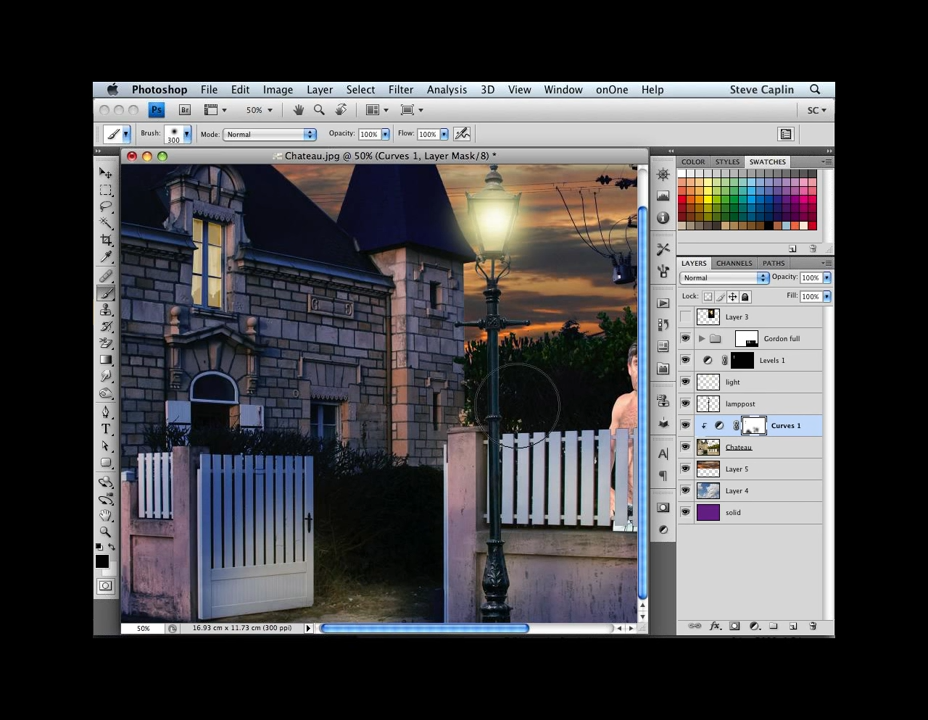 Photoshop File Edit Image Layer Select Filter Analysis 3D View Window onOne Help Steve Caplin
Ps Br 50% SC
Brush: 300 Mode: Normal Opacity: 100% Flow: 100%
Chateau.jpg @ 50% (Curves 1, Layer Mask/8) *
COLOR STYLES SWATCHES
LAYERS CHANNELS PATHS
Normal Opacity: 100%
Lock: Fill: 100%
Layer 3
Gordon full
Levels 1
light
lamppost
Curves 1
Chateau
Layer 5
Layer 4
solid
50% 16.93 cm x 11.73 cm (300 ppi)